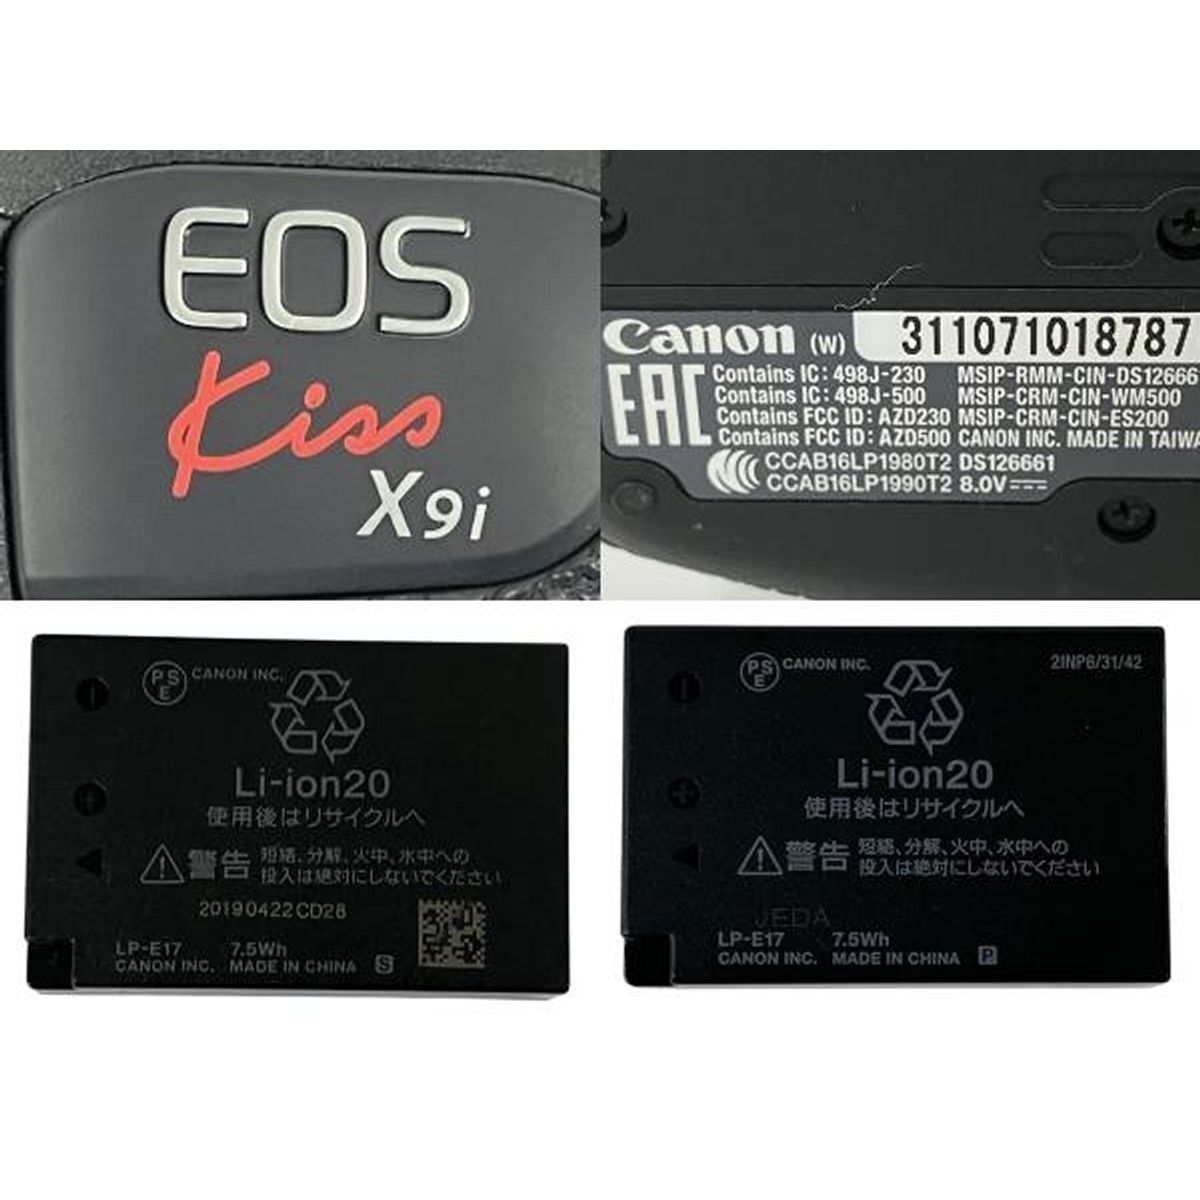 EOS
Kiss
X9i
Canon (W) 311071018787
EAC
Contains IC: 498J-230 MSIP-RMM-CIN-DS126661
Contains IC: 498J-500 MSIP-CRM-CIN-WM500
Contains FCC ID: AZD230 MSIP-CRM-CIN-ES200
Contains FCC ID: AZD500 CANON INC. MADE IN TAIWA
CCAB16LP1980T2 DS126661
CCAB16LP1990T2 8.0V
PSE CANON INC.
Li-ion20
使用後はリサイクルへ
警告 短絡、分解、火中、水中への
投入は絶対にしないでください
20190422CD28
LP-E17 7.5Wh
CANON INC. MADE IN CHINA S
PSE CANON INC. 2INP6/31/42
Li-ion20
使用後はリサイクルへ
警告 短絡、分解、火中、水中への
投入は絶対にしないでください
JEDA
LP-E17 7.5Wh
CANON INC. MADE IN CHINA P